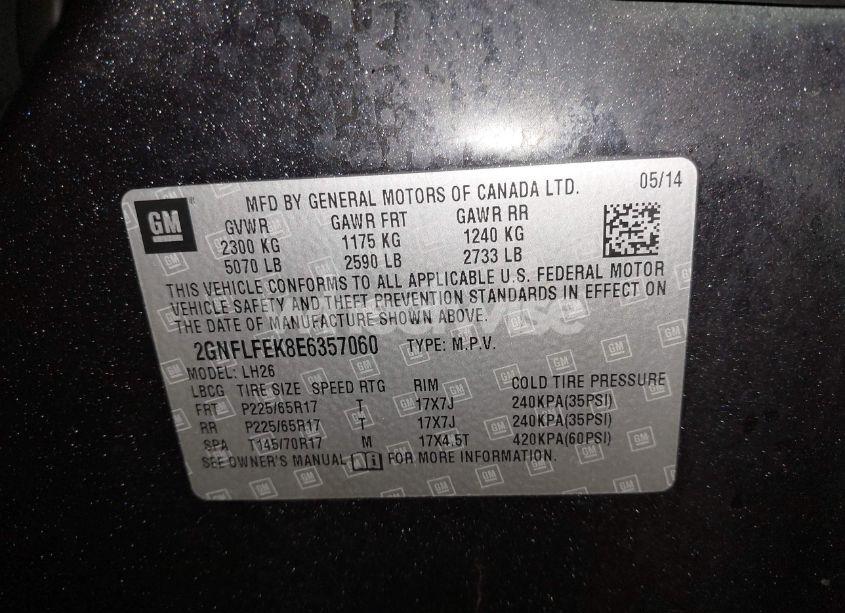 GM
MFD BY GENERAL MOTORS OF CANADA LTD. 05/14
GVWR GAWR FRT GAWR RR
2300 KG 1175 KG 1240 KG
5070 LB 2590 LB 2733 LB
THIS VEHICLE CONFORMS TO ALL APPLICABLE U.S. FEDERAL MOTOR
VEHICLE SAFETY AND THEFT PREVENTION STANDARDS IN EFFECT ON
THE DATE OF MANUFACTURE SHOWN ABOVE.
2GNFLFEK8E6357060 TYPE: M.P.V.
MODEL: LH26
LBCG TIRE SIZE SPEED RTG RIM COLD TIRE PRESSURE
FRT P225/65R17 T 17X7J 240KPA(35PSI)
RR P225/65R17 T 17X7J 240KPA(35PSI)
SPA T145/70R17 M 17X4.5T 420KPA(60PSI)
SEE OWNER'S MANUAL FOR MORE INFORMATION.